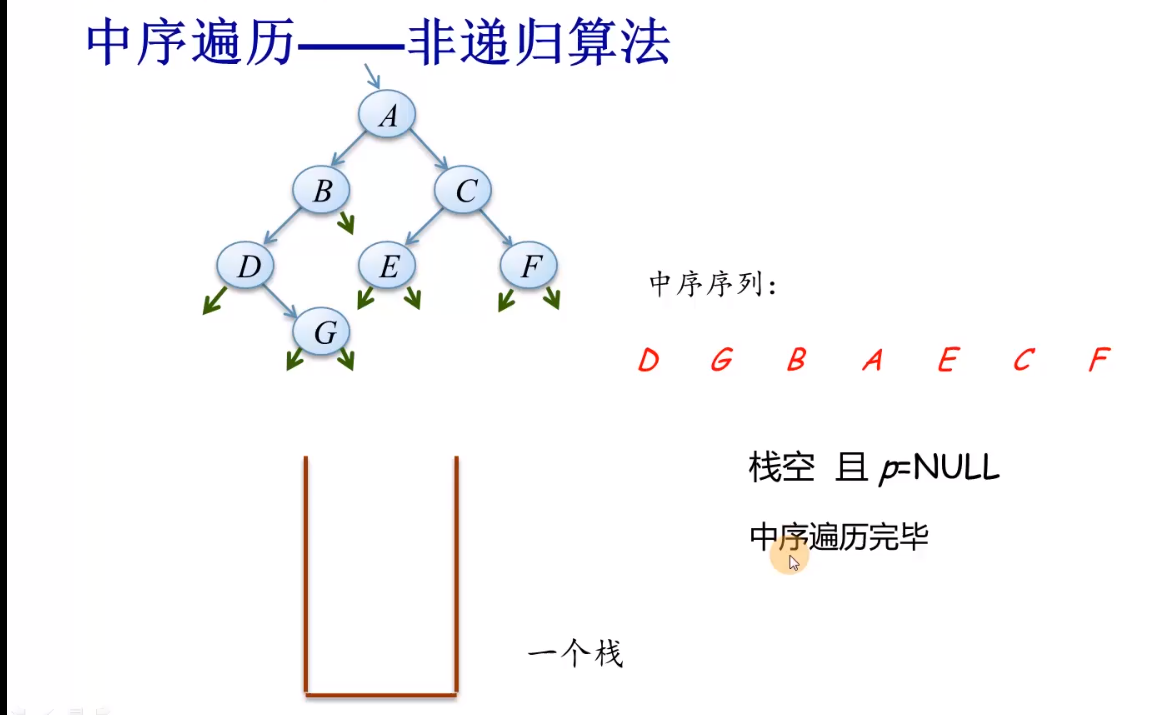 中序遍历——非递归算法
A
B C
D E F
G
中序序列：
D G B A E C F
栈空 且 p=NULL
中序遍历完毕
一个栈